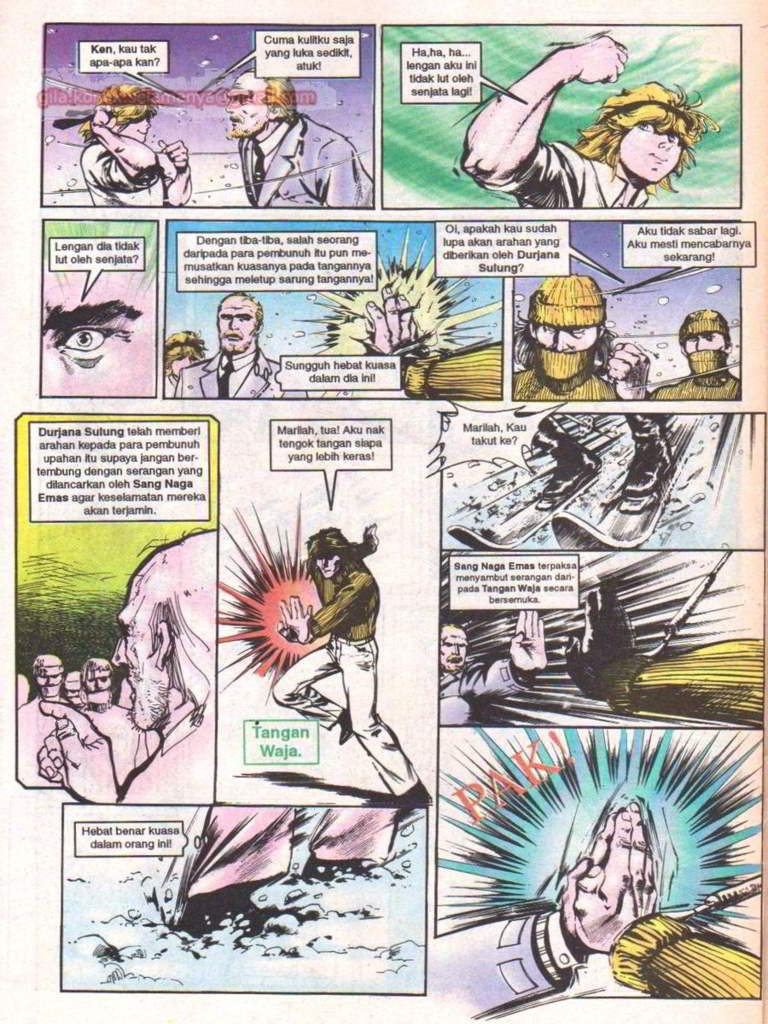 Ken, kau tak
apa-apa kan?
Cuma kulitku saja
yang luka sedikit,
atuk!
Ha,ha, ha...
lengan aku ini
tidak lut oleh
senjata lagi!
Lengan dia tidak
lut oleh senjata?
Dengan tiba-tiba, salah seorang
daripada para pembunuh itu pun me-
musatkan kuasanya pada tangannya
sehingga meletup sarung tangannya!
Sungguh hebat kuasa
dalam dia ini!
Oi, apakah kau sudah
lupa akan arahan yang
diberikan oleh Durjana
Sulung?
Aku tidak sabar lagi.
Aku mesti mencabarnya
sekarang!
Durjana Sulung telah memberi
arahan kepada para pembunuh
upahan itu supaya jangan ber-
tembung dengan serangan yang
dilancarkan oleh Sang Naga
Emas agar keselamatan mereka
akan terjamin.
Marilah, tua! Aku nak
tengok tangan siapa
yang lebih keras!
Tangan
Waja.
Marilah, Kau
takut ke?
Sang Naga Emas terpaksa
menyambut serangan dari-
pada Tangan Waja secara
bersemuka.
PAK!
Hebat benar kuasa
dalam orang ini!